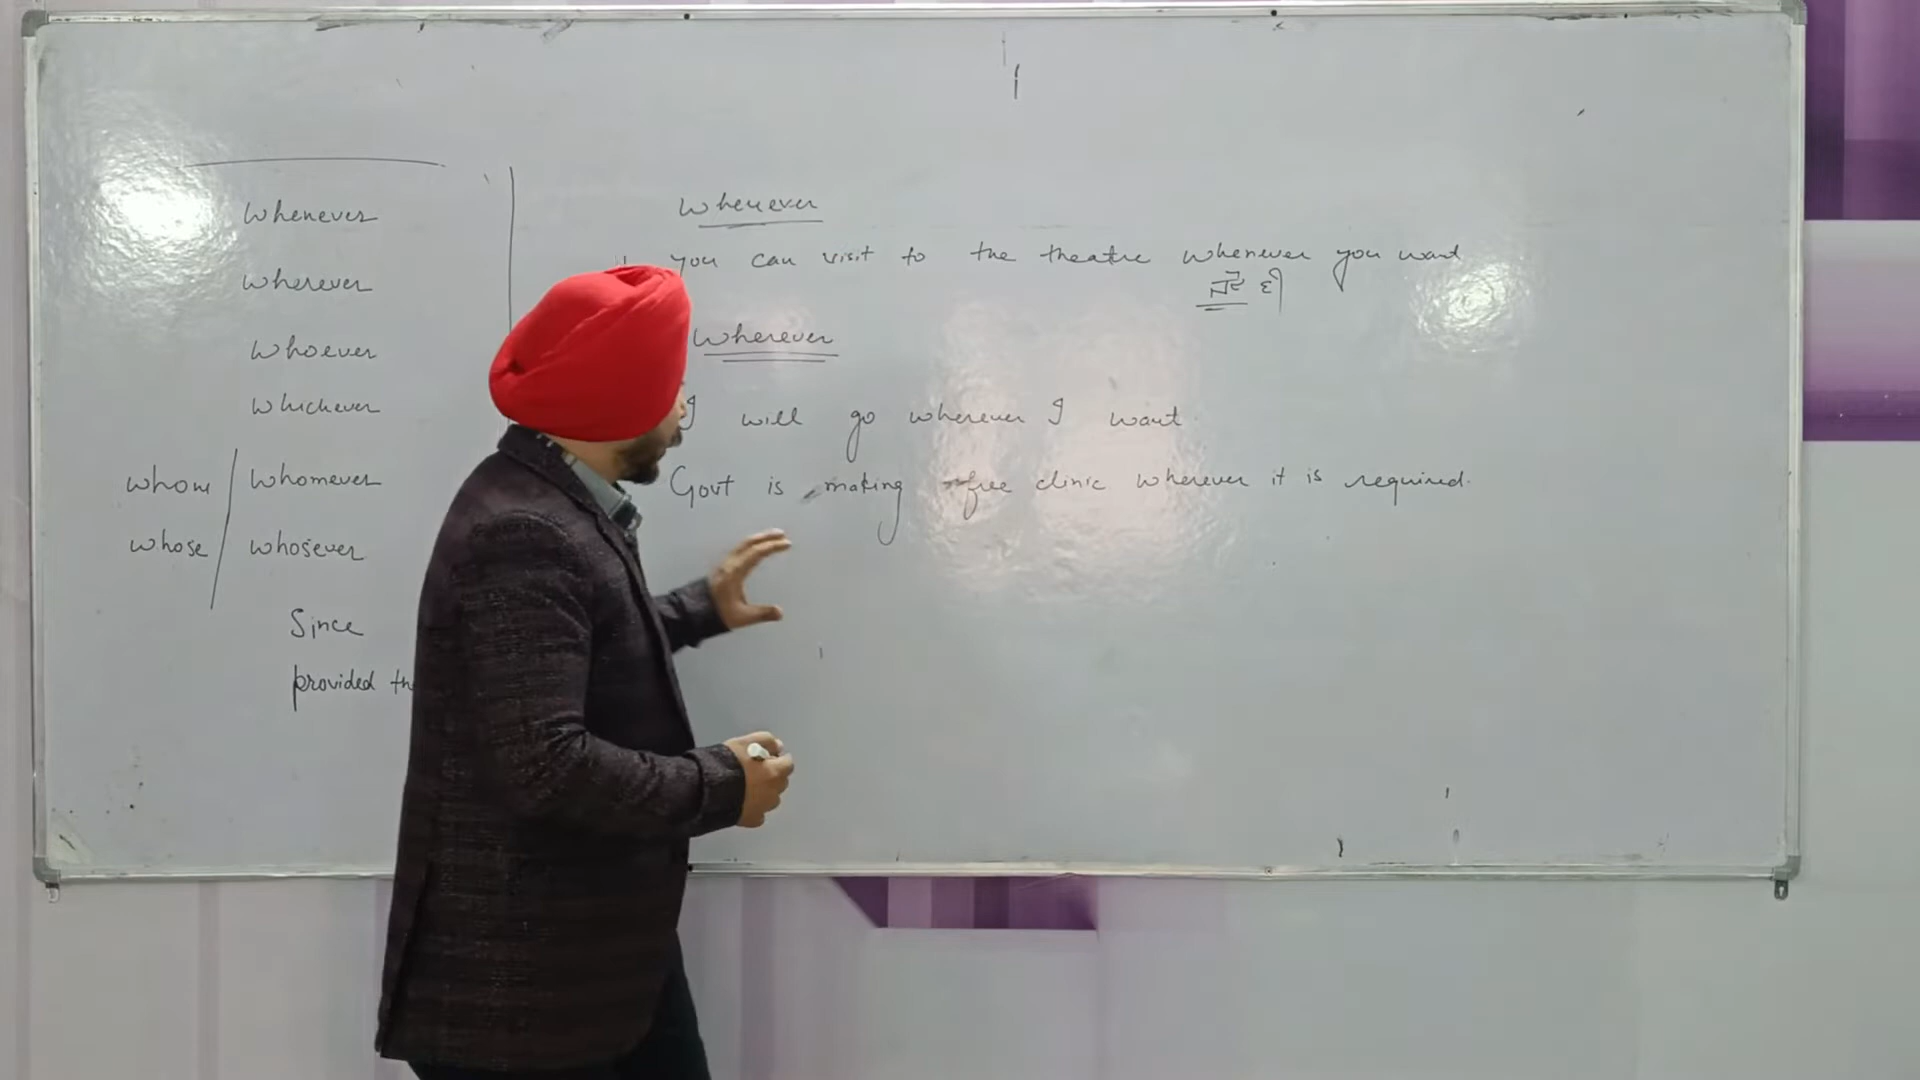 Whenever
Wherever
Whoever
Whichever
whom / Whomever
whose / Whosever
Since
provided
Whenever
you can visit to the theatre whenever you want
ਜਦੋਂ ਵੀ
Wherever
I will go wherever I want.
Govt is making free clinic wherever it is required.